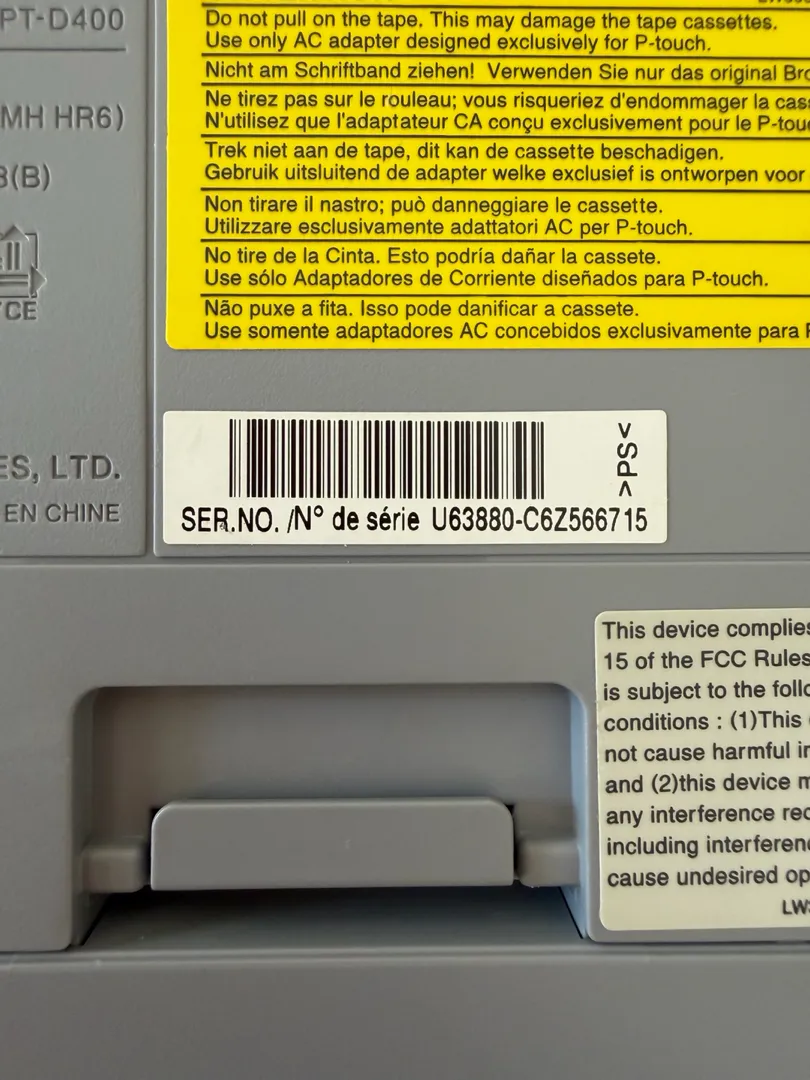 PT-D400
MH HR6)
(B)
CE
ES, LTD.
EN CHINE
Do not pull on the tape. This may damage the tape cassettes.
Use only AC adapter designed exclusively for P-touch.
Nicht am Schriftband ziehen! Verwenden Sie nur das original Bro
Ne tirez pas sur le rouleau; vous risqueriez d'endommager la cas
N'utilisez que l'adaptateur CA conçu exclusivement pour le P-tou
Trek niet aan de tape, dit kan de cassette beschadigen.
Gebruik uitsluitend de adapter welke exclusief is ontworpen voor
Non tirare il nastro; può danneggiare le cassette.
Utilizzare esclusivamente adattatori AC per P-touch.
No tire de la Cinta. Esto podría dañar la cassete.
Use sólo Adaptadores de Corriente diseñados para P-touch.
Não puxe a fita. Isso pode danificar a cassete.
Use somente adaptadores AC concebidos exclusivamente para P
>PS<
SER.NO. /N° de série U63880-C6Z566715
This device complies
15 of the FCC Rules
is subject to the follo
conditions : (1)This
not cause harmful in
and (2)this device m
any interference rec
including interferen
cause undesired op
LW